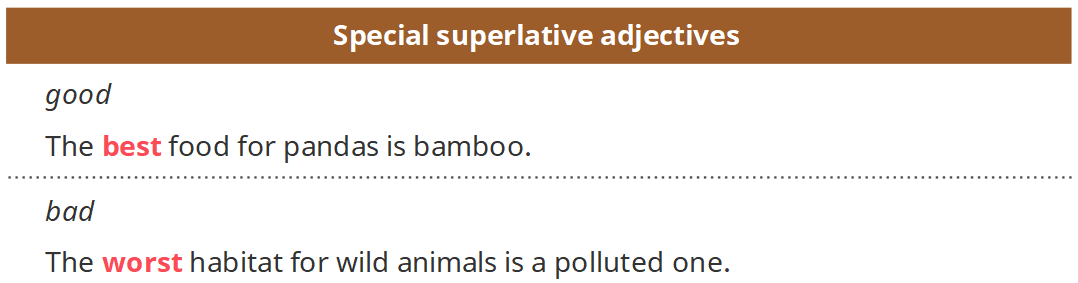 Special superlative adjectives
good
The best food for pandas is bamboo.
bad
The worst habitat for wild animals is a polluted one.